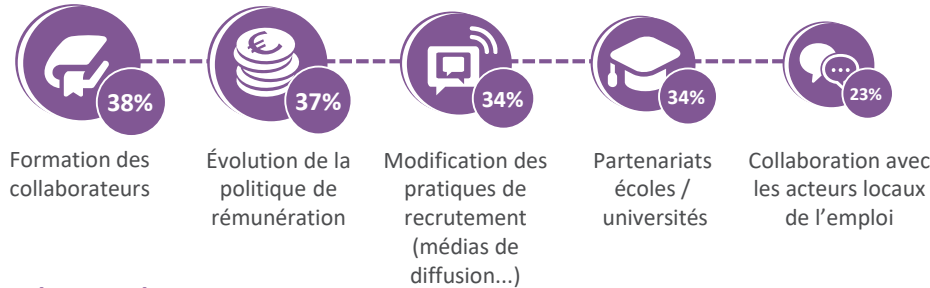 38%
37%
34%
34%
23%
Formation des
collaborateurs
Évolution de la
politique de
rémunération
Modification des
pratiques de
recrutement
(médias de
diffusion...)
Partenariats
écoles /
universités
Collaboration avec
les acteurs locaux
de l’emploi